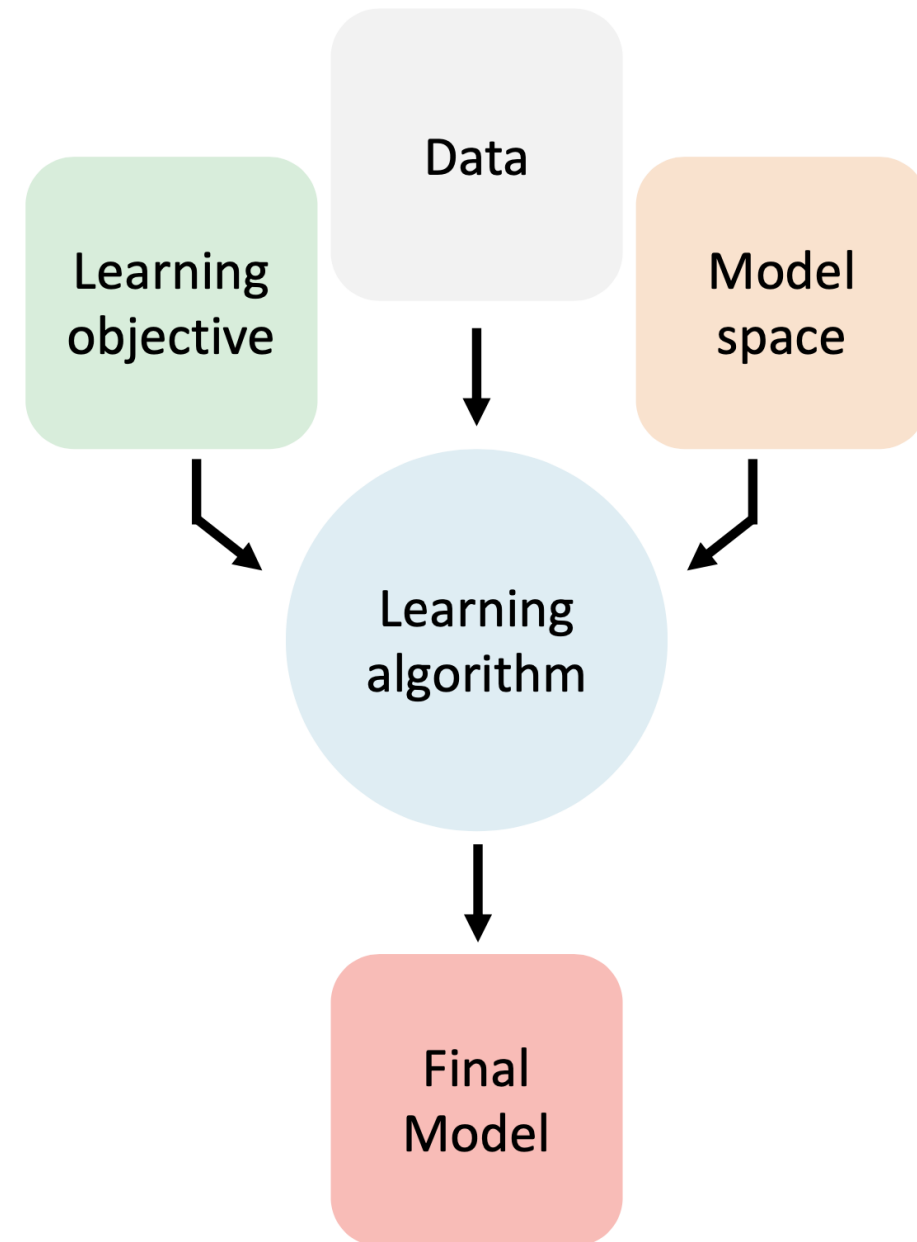 Data
Learning
objective
Model
space
Learning
algorithm
Final
Model